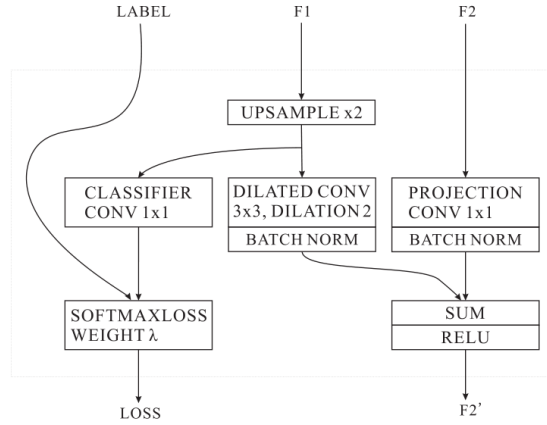 LABEL
F1
F2
UPSAMPLE x2
CLASSIFIER
CONV 1x1
DILATED CONV
3x3, DILATION 2
BATCH NORM
PROJECTION
CONV 1x1
BATCH NORM
SOFTMAXLOSS
WEIGHT λ
SUM
RELU
LOSS
F2'